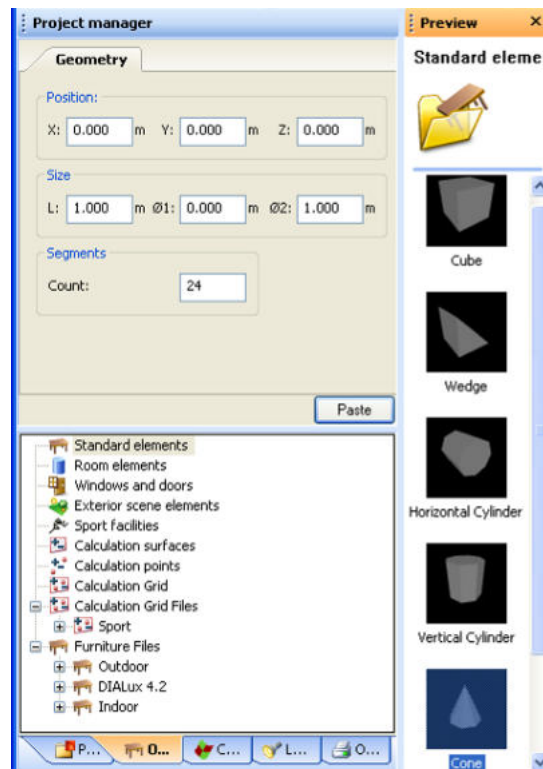 Project manager
Geometry
Position:
X: 0.000 m Y: 0.000 m Z: 0.000 m
Size
L: 1.000 m Ø1: 0.000 m Ø2: 1.000 m
Segments
Count: 24
Paste
Standard elements
Room elements
Windows and doors
Exterior scene elements
Sport facilities
Calculation surfaces
Calculation points
Calculation Grid
Calculation Grid Files
Sport
Furniture Files
Outdoor
DIALux 4.2
Indoor
P... O... C... L... O...
Preview
Standard eleme
Cube
Wedge
Horizontal Cylinder
Vertical Cylinder
Cone